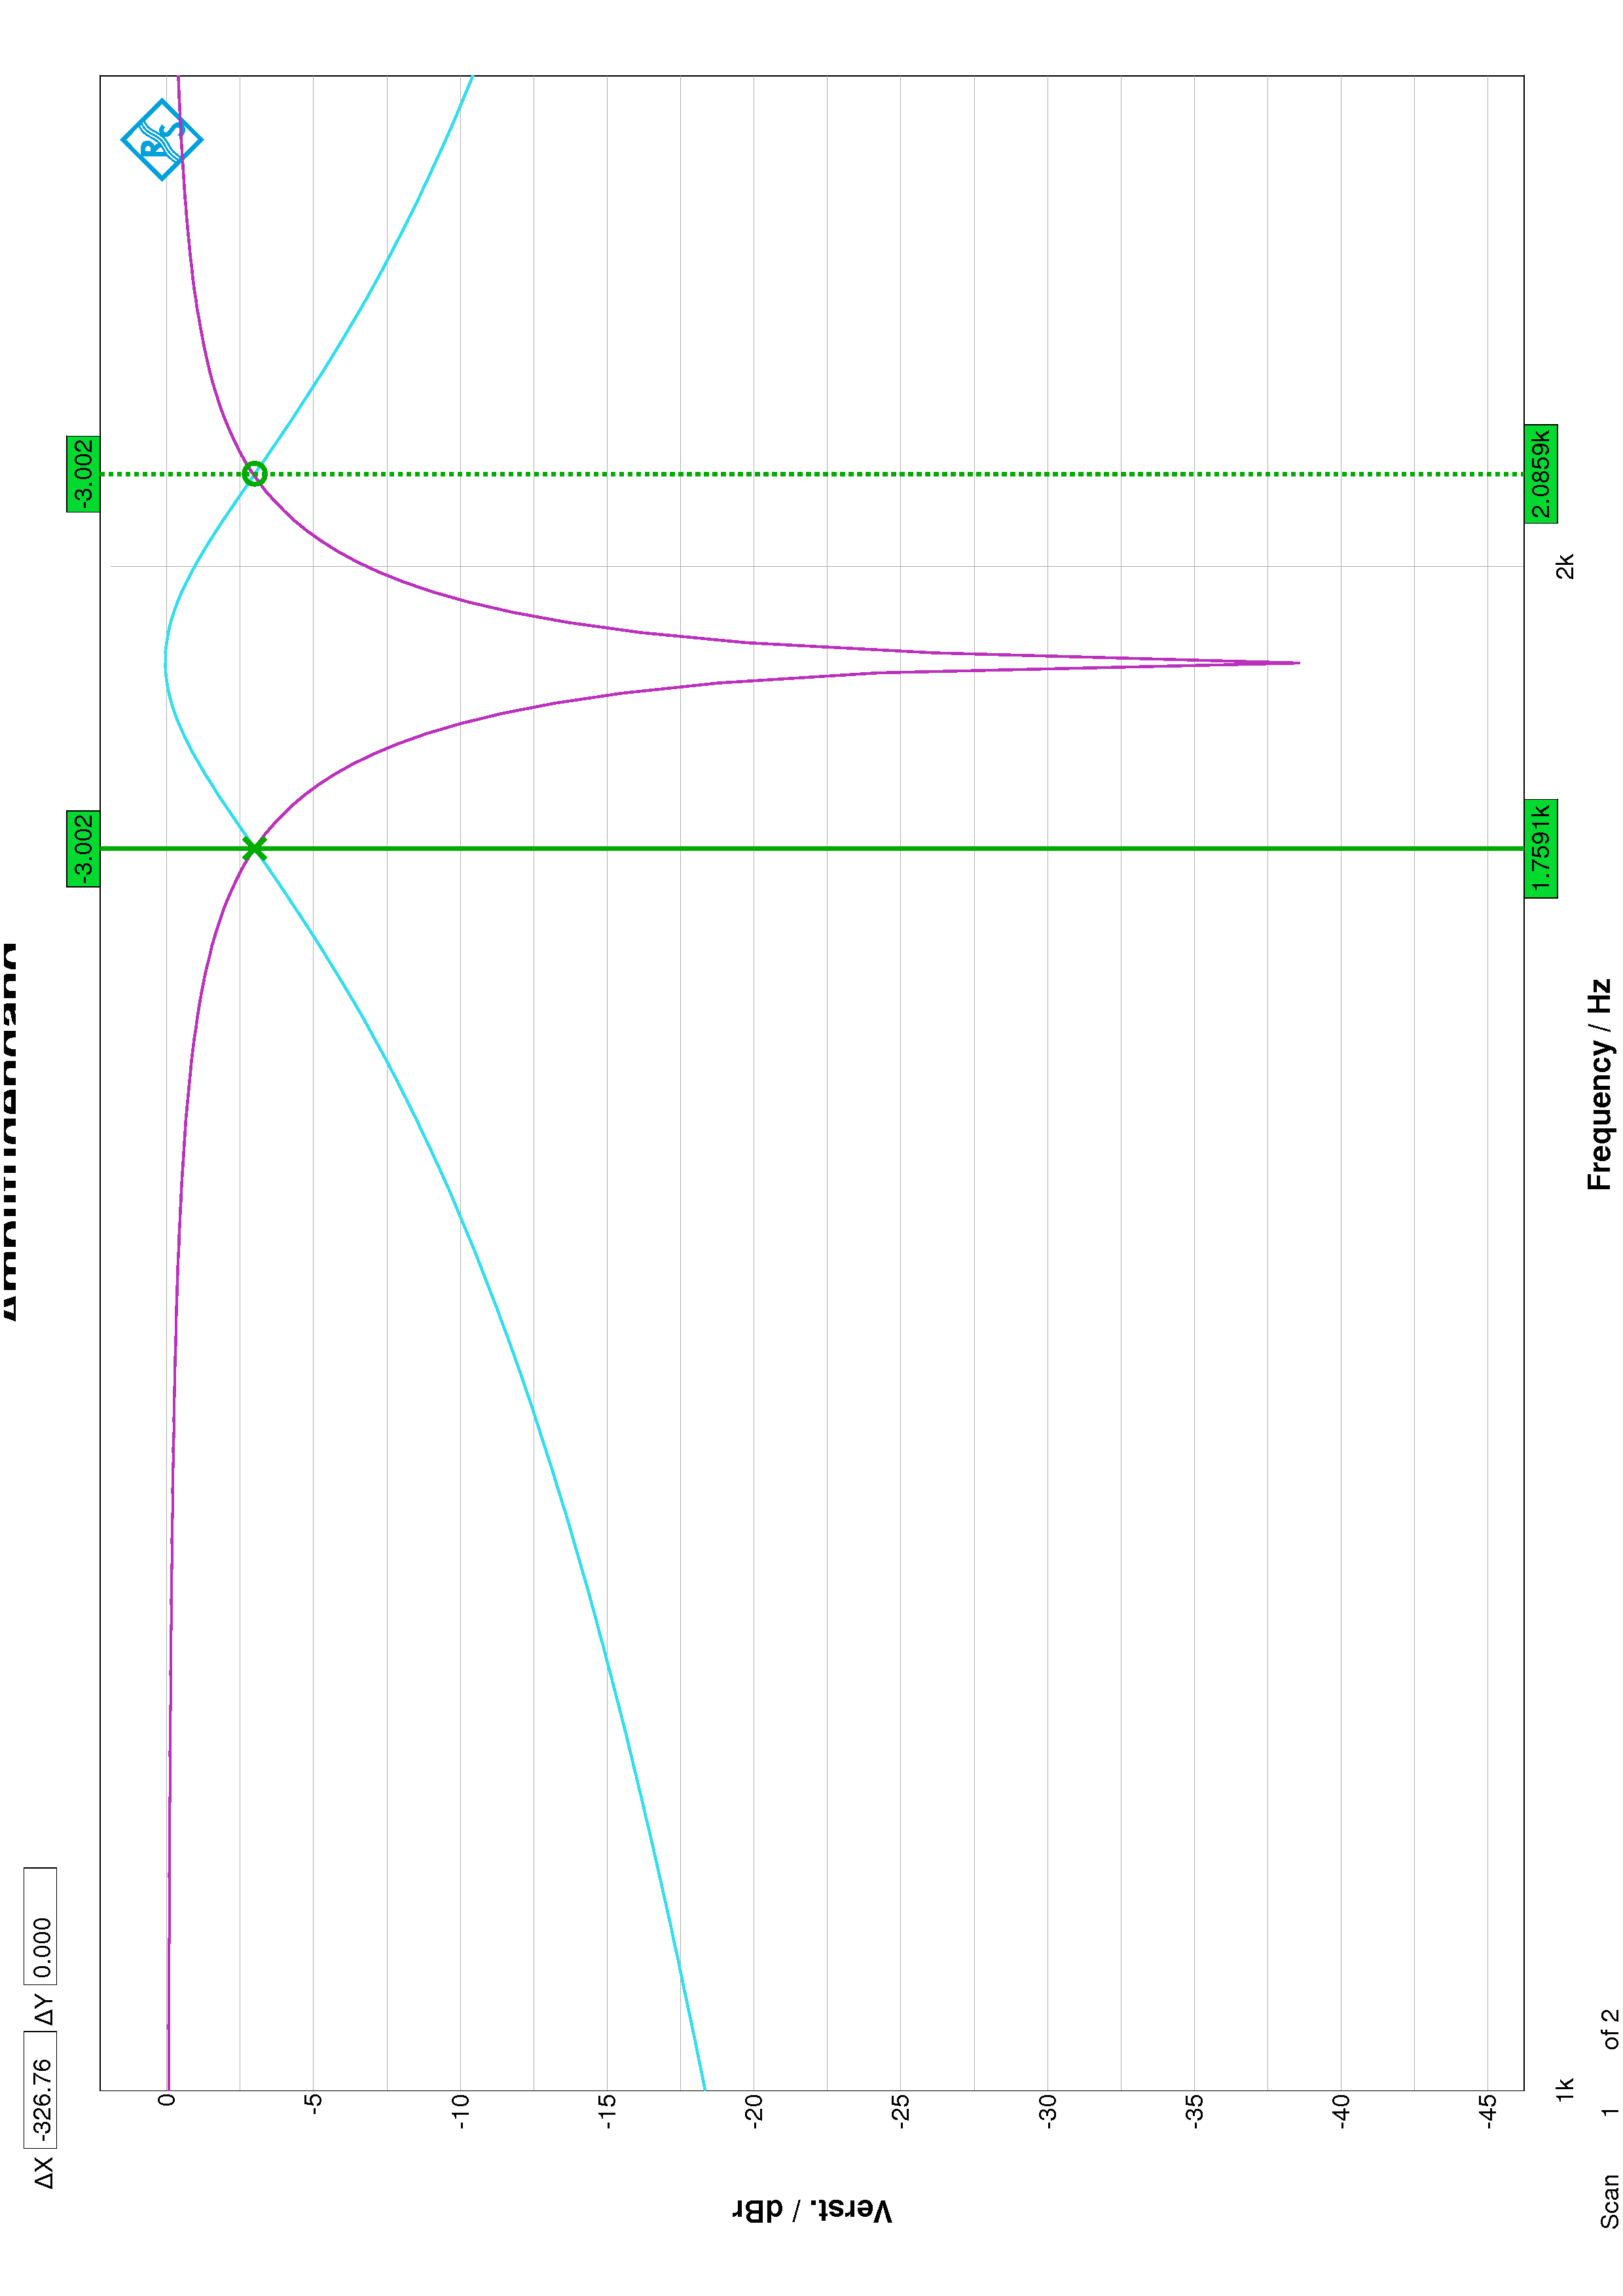 Amplitudengang
ΔX -326.76 ΔY 0.000
-3.002 -3.002
R S
0
-5
-10
-15
-20
-25
-30
-35
-40
-45
Verst. / dBr
1.7591k 2.0859k
1k 2k
Frequency / Hz
Scan 1 of 2